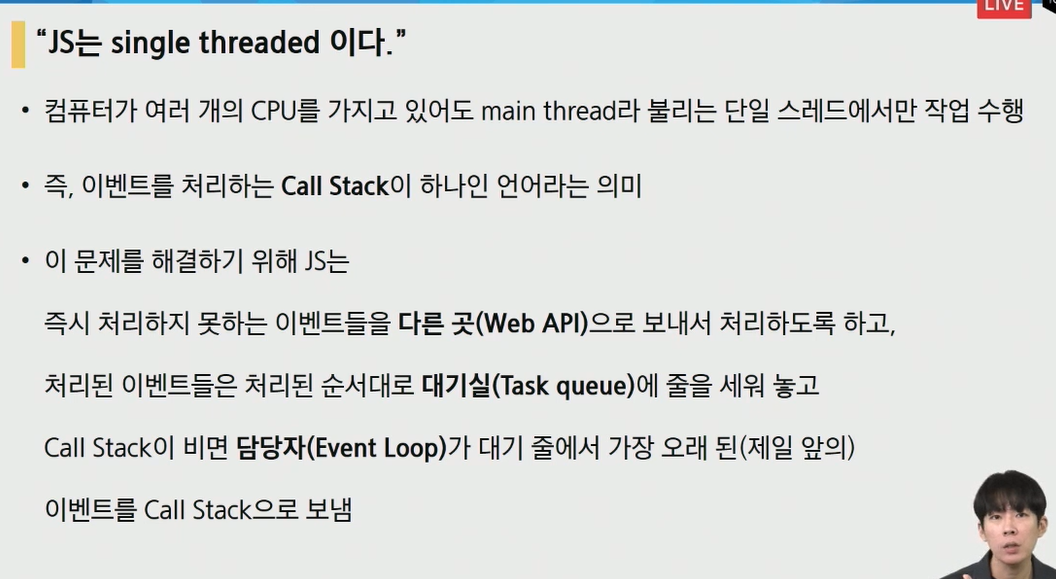 LIVE
“JS는 single threaded 이다.”
• 컴퓨터가 여러 개의 CPU를 가지고 있어도 main thread라 불리는 단일 스레드에서만 작업 수행
• 즉, 이벤트를 처리하는 Call Stack이 하나인 언어라는 의미
• 이 문제를 해결하기 위해 JS는
즉시 처리하지 못하는 이벤트들을 다른 곳(Web API)으로 보내서 처리하도록 하고,
처리된 이벤트들은 처리된 순서대로 대기실(Task queue)에 줄을 세워 놓고
Call Stack이 비면 담당자(Event Loop)가 대기 줄에서 가장 오래 된(제일 앞의)
이벤트를 Call Stack으로 보냄